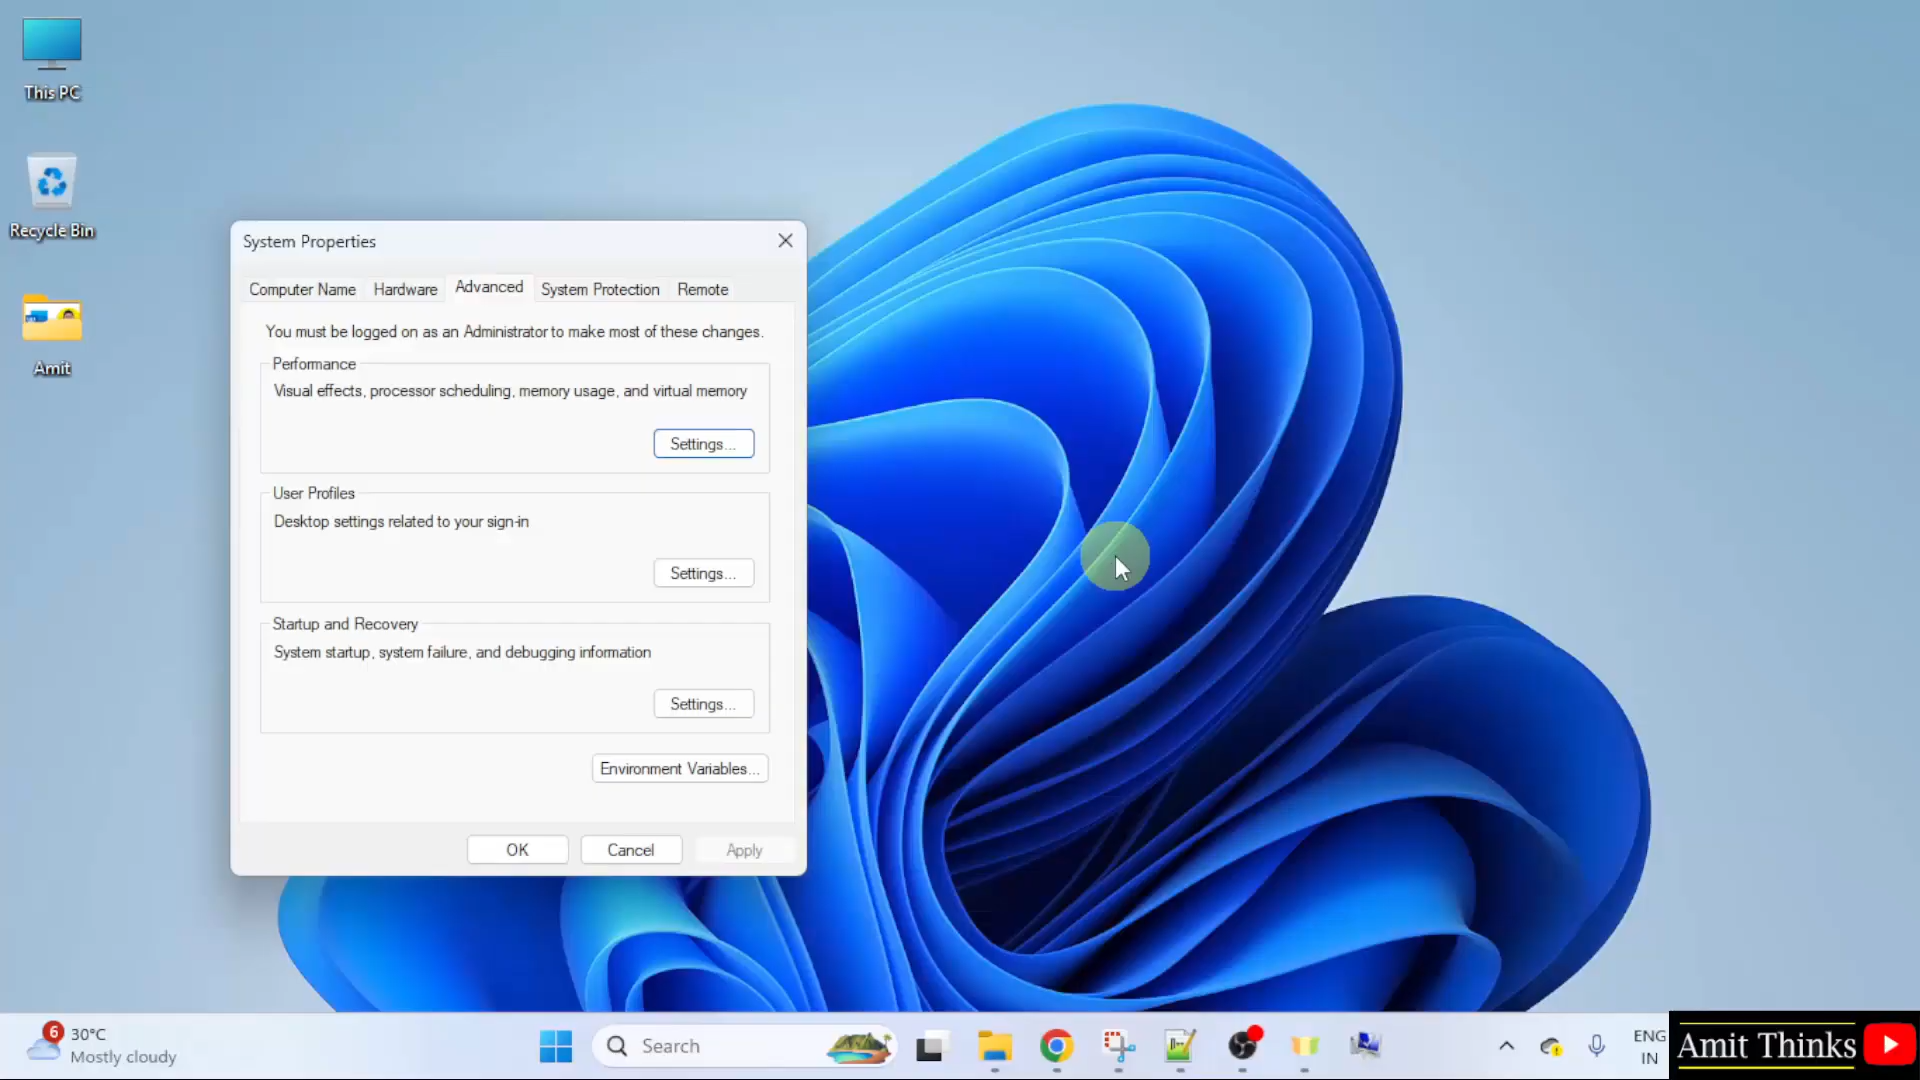 This PC
Recycle Bin
Amit
System Properties
Computer Name
Hardware
Advanced
System Protection
Remote
You must be logged on as an Administrator to make most of these changes.
Performance
Visual effects, processor scheduling, memory usage, and virtual memory
Settings...
User Profiles
Desktop settings related to your sign-in
Settings...
Startup and Recovery
System startup, system failure, and debugging information
Settings...
Environment Variables...
OK
Cancel
Apply
6
30°C
Mostly cloudy
Search
ENG
IN
Amit Thinks